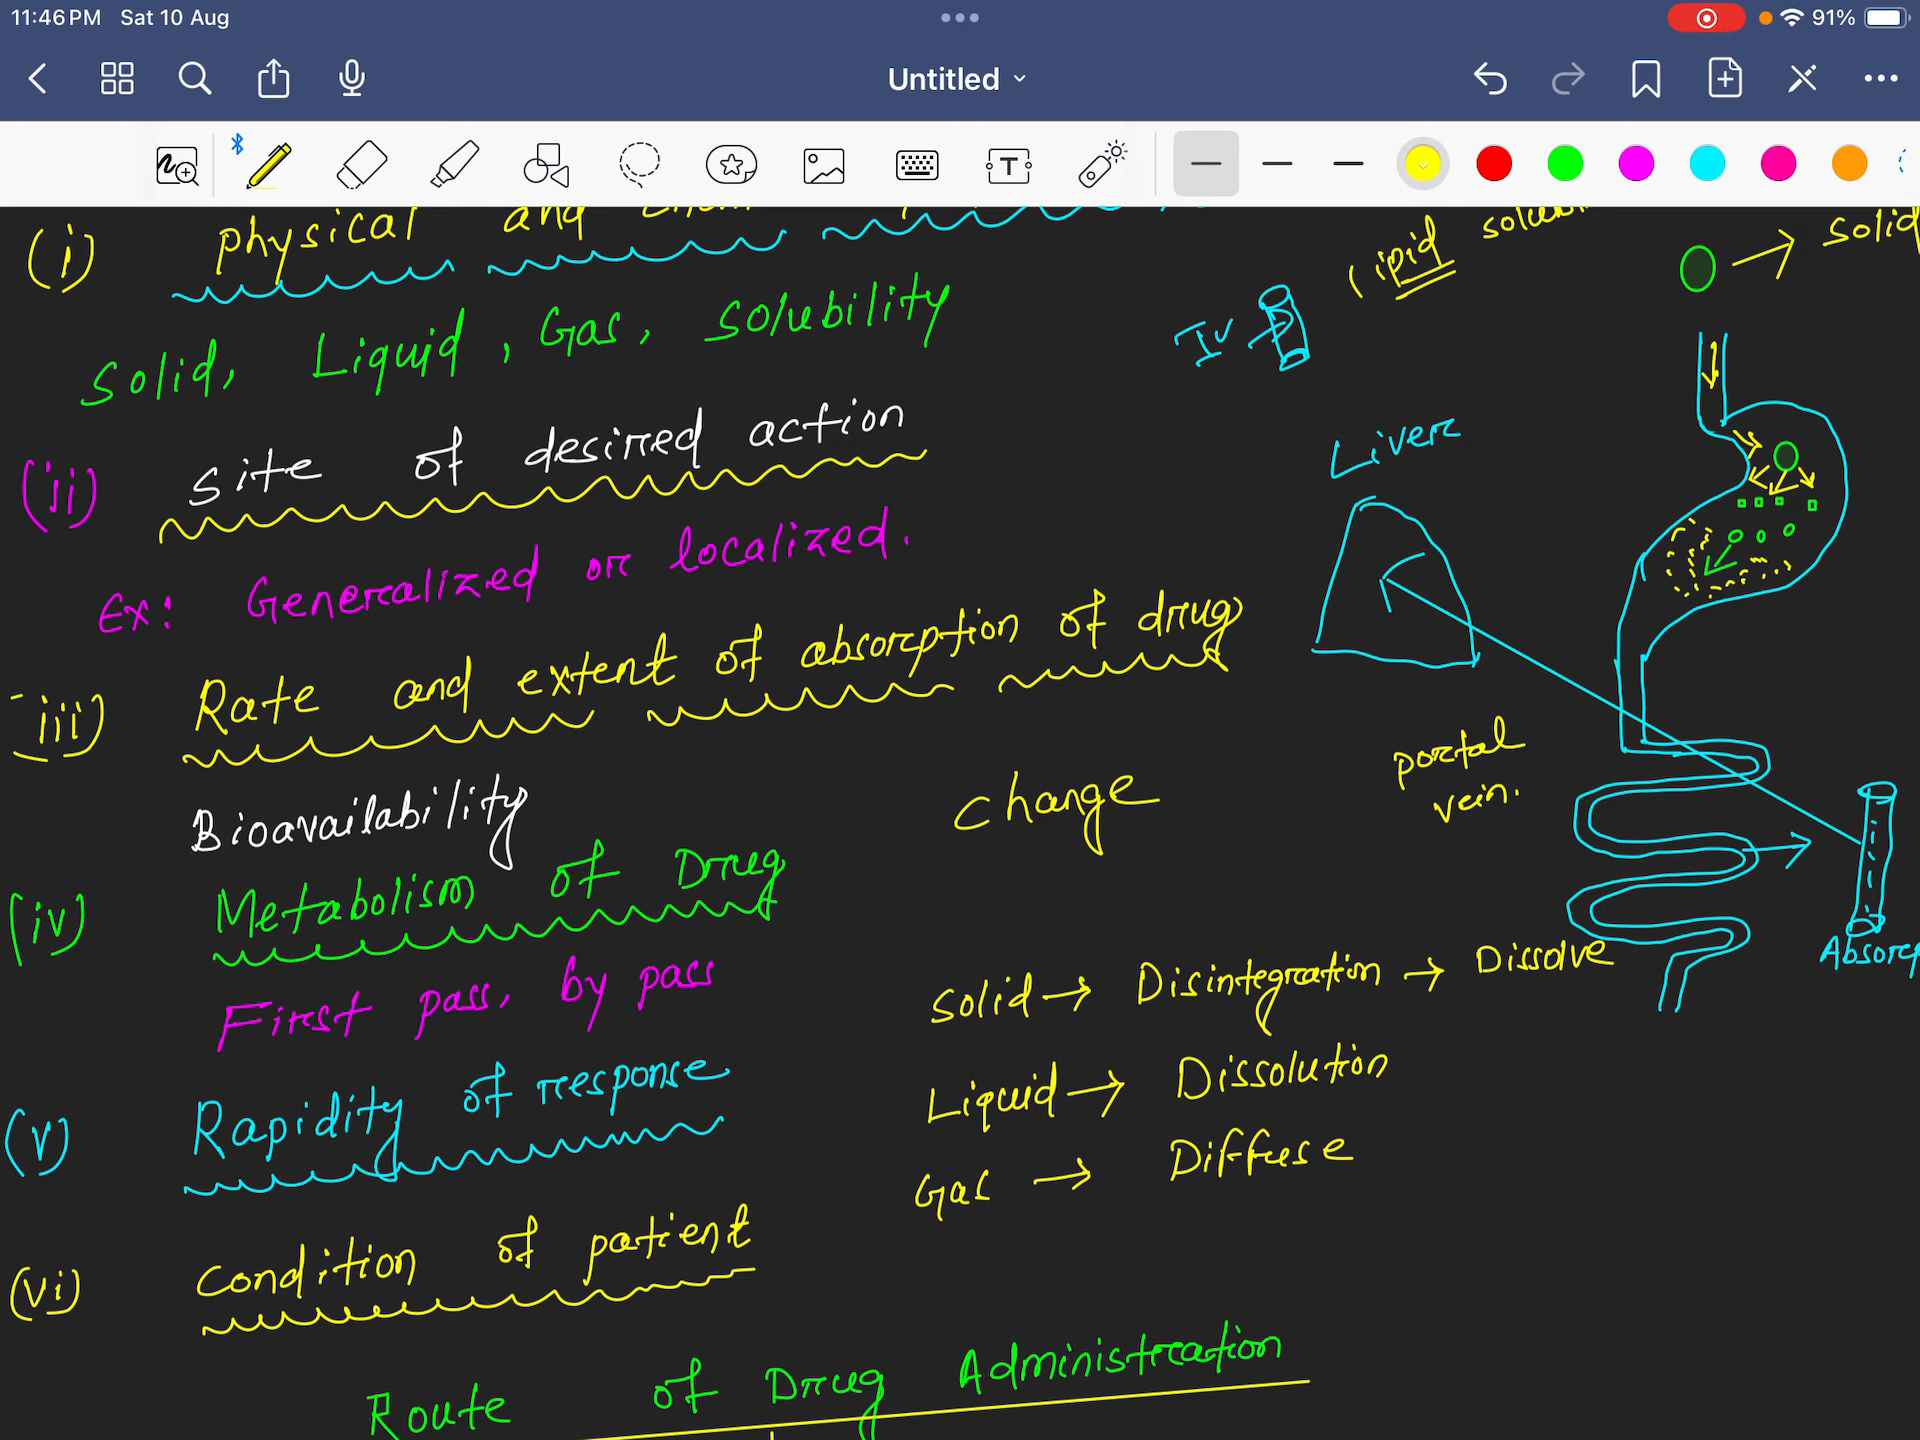 11:46 PM Sat 10 Aug
91%
Untitled
T
(i) physical and
lipid
Solid
Solid, Liquid, Gas, Solubility
IV
(ii) Site of desired action
Liver
Ex: Generalized or localized.
(iii) Rate and extent of absorption of drug
Bioavailability
Change
portal
vein.
(iv) Metabolism of Drug
First pass, by pass
Solid → Disintegration → Dissolve
(v) Rapidity of response
Liquid → Dissolution
Gas → Diffuse
(vi) Condition of patient
Route of Drug Administration